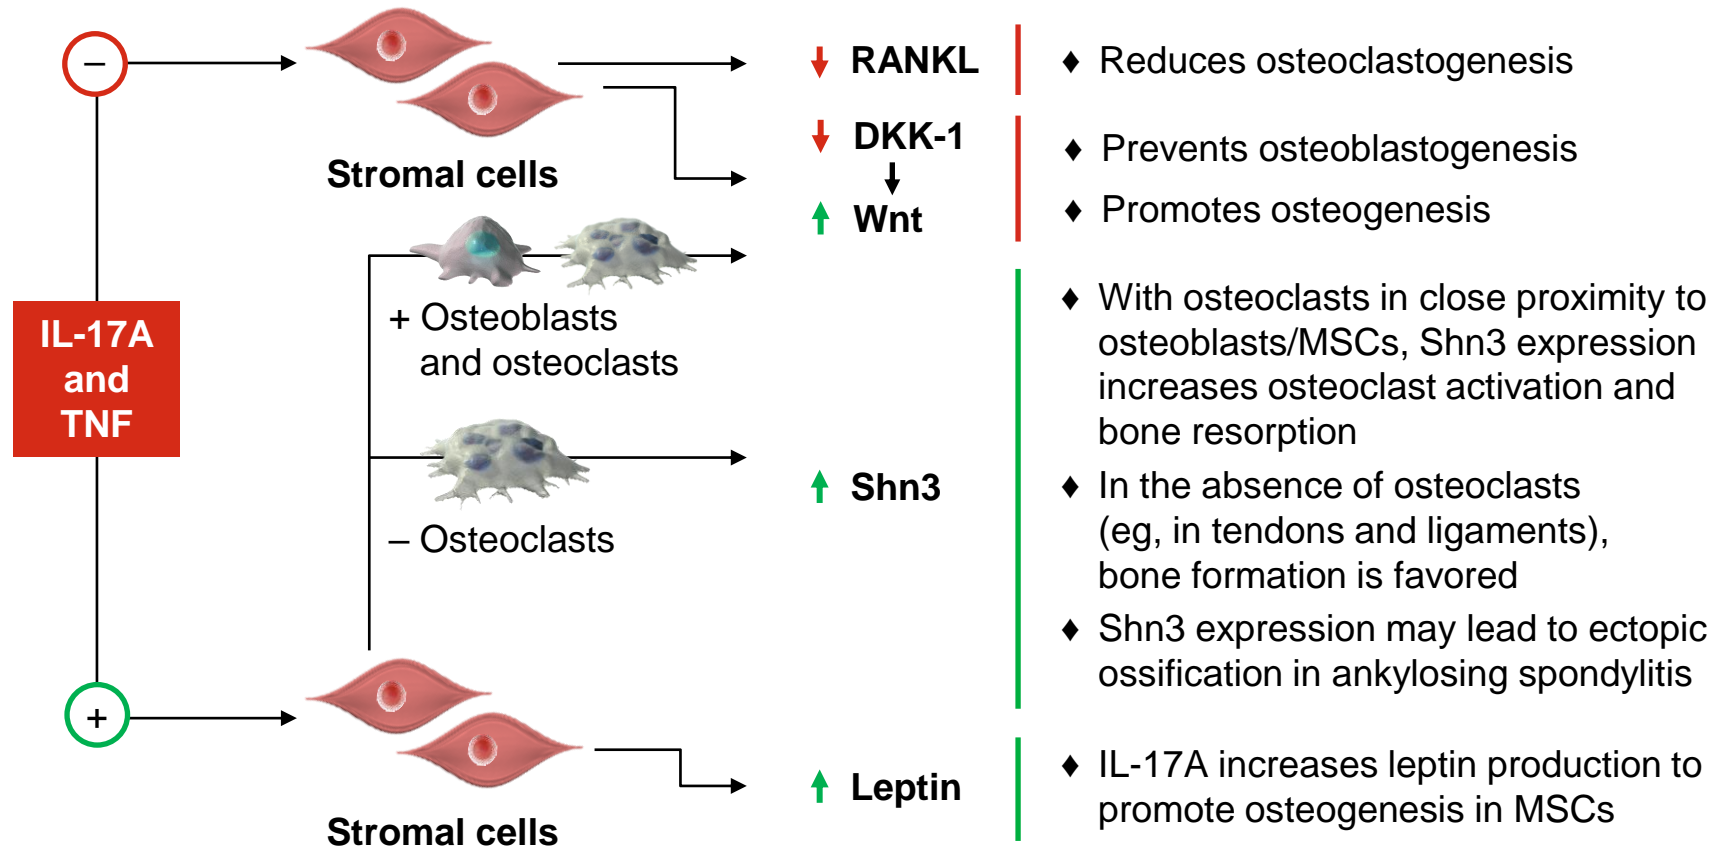 –
Stromal cells
RANKL
♦ Reduces osteoclastogenesis
DKK-1
Wnt
♦ Prevents osteoblastogenesis
♦ Promotes osteogenesis
IL-17A
and
TNF
+ Osteoblasts
and osteoclasts
– Osteoclasts
Shn3
♦ With osteoclasts in close proximity to
osteoblasts/MSCs, Shn3 expression
increases osteoclast activation and
bone resorption
♦ In the absence of osteoclasts
(eg, in tendons and ligaments),
bone formation is favored
♦ Shn3 expression may lead to ectopic
ossification in ankylosing spondylitis
+
Stromal cells
Leptin
♦ IL-17A increases leptin production to
promote osteogenesis in MSCs